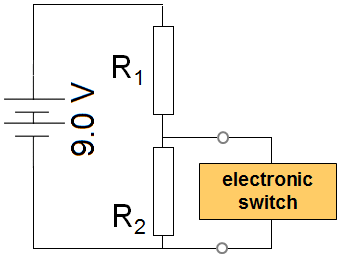 R₁
9.0 V
R₂
electronic
switch